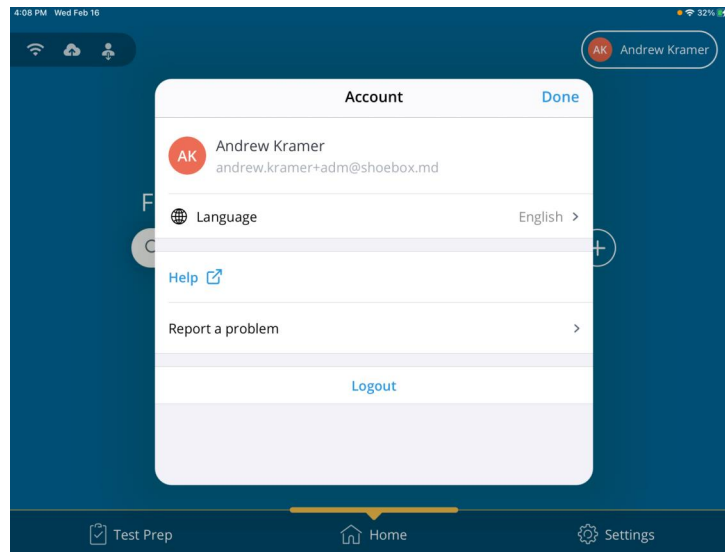 4:08 PM Wed Feb 16
32%
AK Andrew Kramer
Account
Done
AK
Andrew Kramer
andrew.kramer+adm@shoebox.md
F
Language
English
Help
Report a problem
Logout
Test Prep
Home
Settings